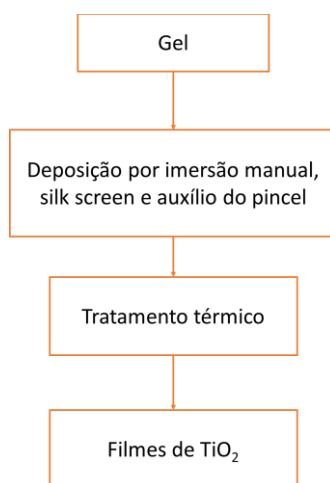 Gel
Deposição por imersão manual,
silk screen e auxílio do pincel
Tratamento térmico
Filmes de TiO₂